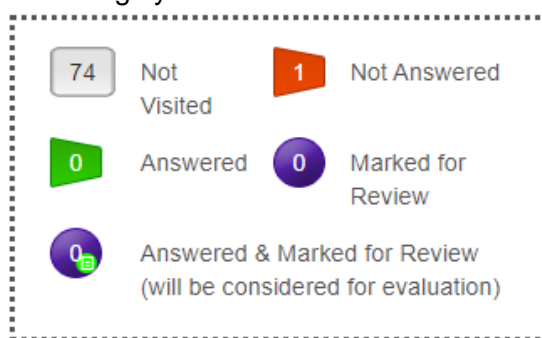 74 Not Visited
1 Not Answered
0 Answered
0 Marked for Review
0 Answered & Marked for Review
(will be considered for evaluation)